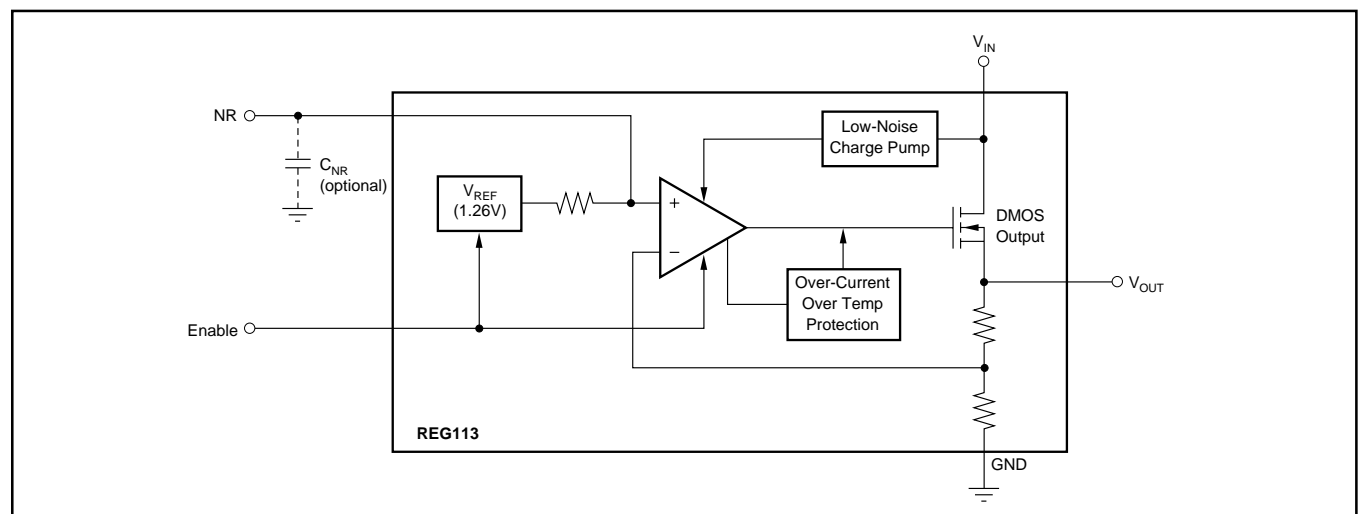 V_IN
NR
Low-Noise
Charge Pump
C_NR
(optional)
V_REF
(1.26V)
+
−
DMOS
Output
Over-Current
Over Temp
Protection
V_OUT
Enable
REG113
GND